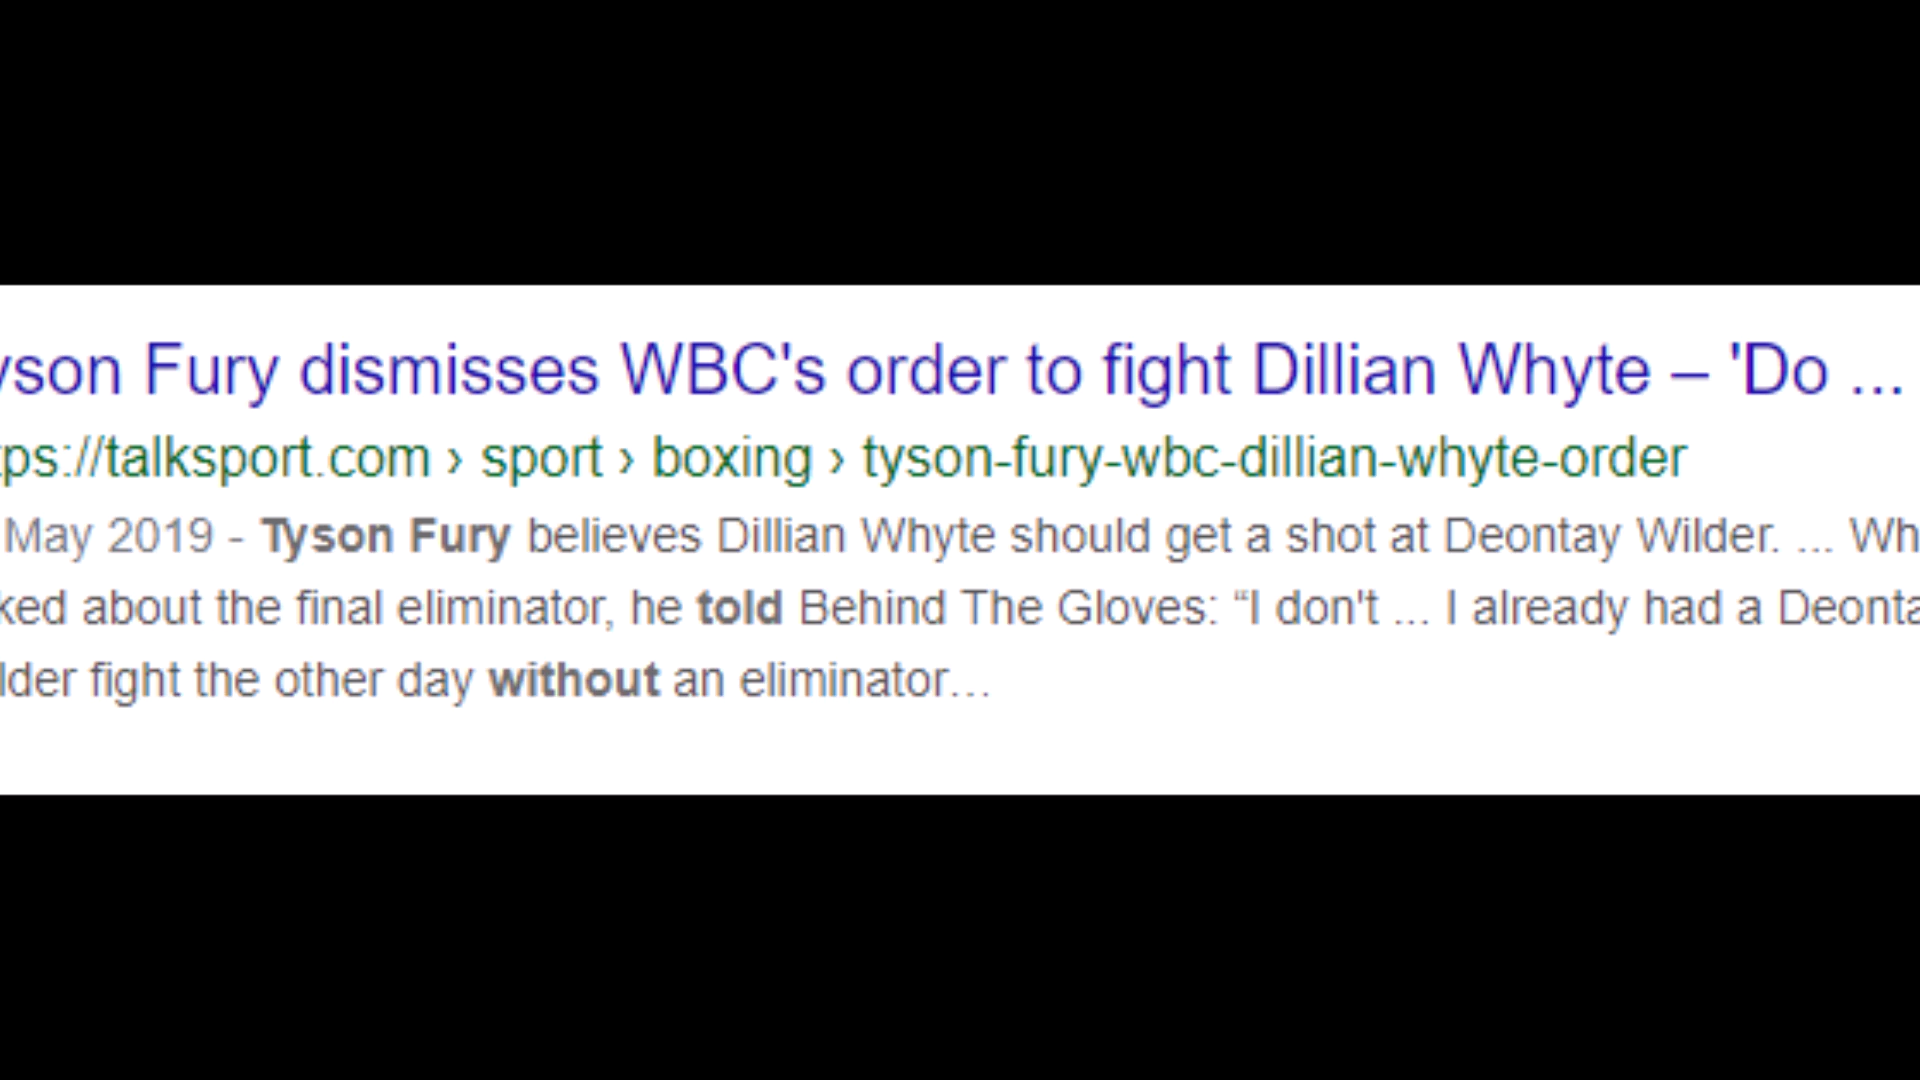 yson Fury dismisses WBC's order to fight Dillian Whyte – 'Do ...
tps://talksport.com › sport › boxing › tyson-fury-wbc-dillian-whyte-order
May 2019 - Tyson Fury believes Dillian Whyte should get a shot at Deontay Wilder. ... Wh
ked about the final eliminator, he told Behind The Gloves: “I don't ... I already had a Deonta
lder fight the other day without an eliminator…